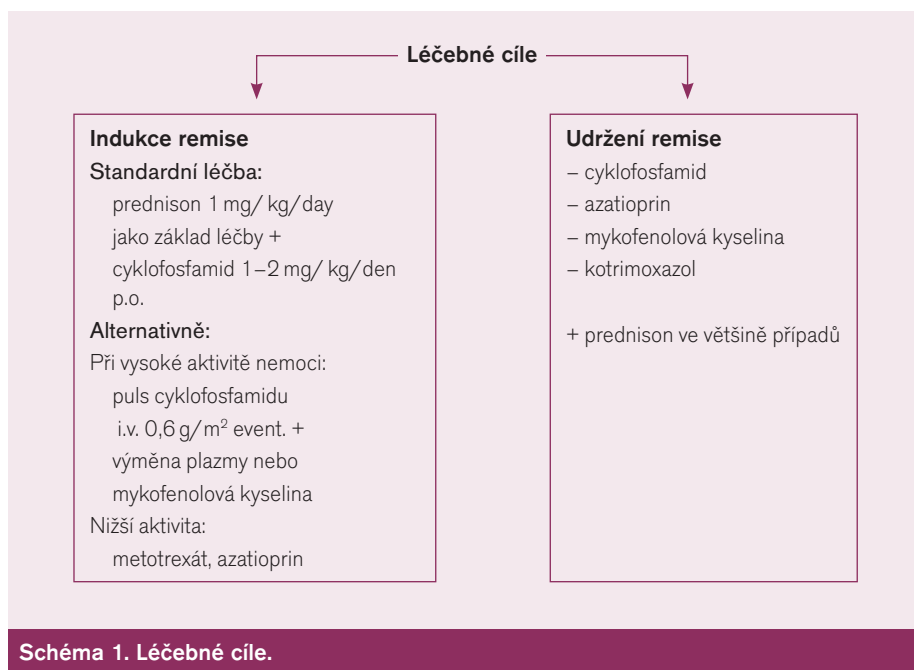 Léčebné cíle
Indukce remise
Standardní léčba:
prednison 1 mg/kg/day
jako základ léčby +
cyklofosfamid 1–2 mg/kg/den
p.o.
Alternativně:
Při vysoké aktivitě nemoci:
puls cyklofosfamidu
i.v. 0,6 g/m² event. +
výměna plazmy nebo
mykofenolová kyselina
Nižší aktivita:
metotrexát, azatioprin
Udržení remise
– cyklofosfamid
– azatioprin
– mykofenolová kyselina
– kotrimoxazol
+ prednison ve většině případů
Schéma 1. Léčebné cíle.